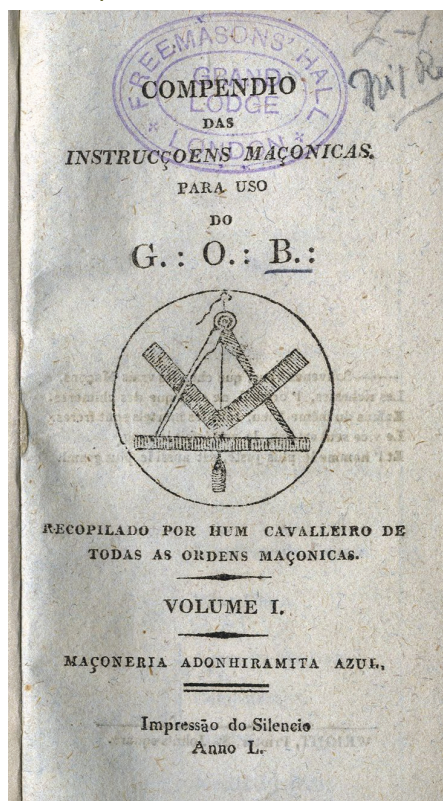 FREEMASONS' HALL
GRAND
LODGE
LONDON
COMPENDIO
DAS
INSTRUCÇOENS MAÇONICAS.
PARA USO
DO
G.: O.: B.:
RECOPILADO POR HUM CAVALLEIRO DE
TODAS AS ORDENS MAÇONICAS.
VOLUME I.
MAÇONERIA ADONHIRAMITA AZUL,
Impressão do Silencio
Anno L.